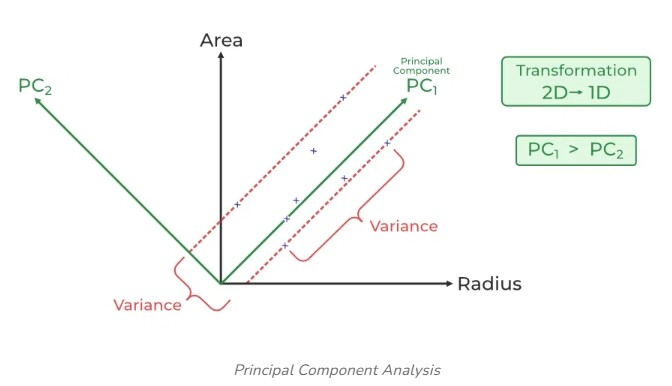 Area
Principal
Component
PC1
PC2
Transformation
2D→ 1D
PC1 > PC2
Variance
Radius
Variance
Principal Component Analysis